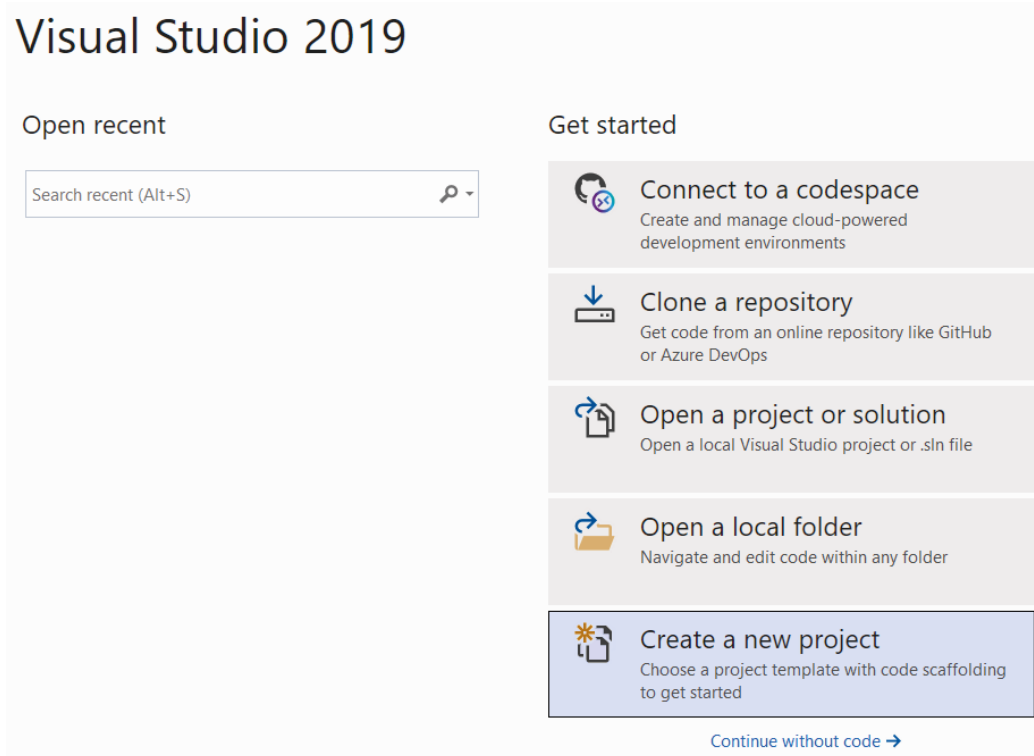 Visual Studio 2019
Open recent
Search recent (Alt+S)
Get started
Connect to a codespace
Create and manage cloud-powered
development environments
Clone a repository
Get code from an online repository like GitHub
or Azure DevOps
Open a project or solution
Open a local Visual Studio project or .sln file
Open a local folder
Navigate and edit code within any folder
Create a new project
Choose a project template with code scaffolding
to get started
Continue without code →